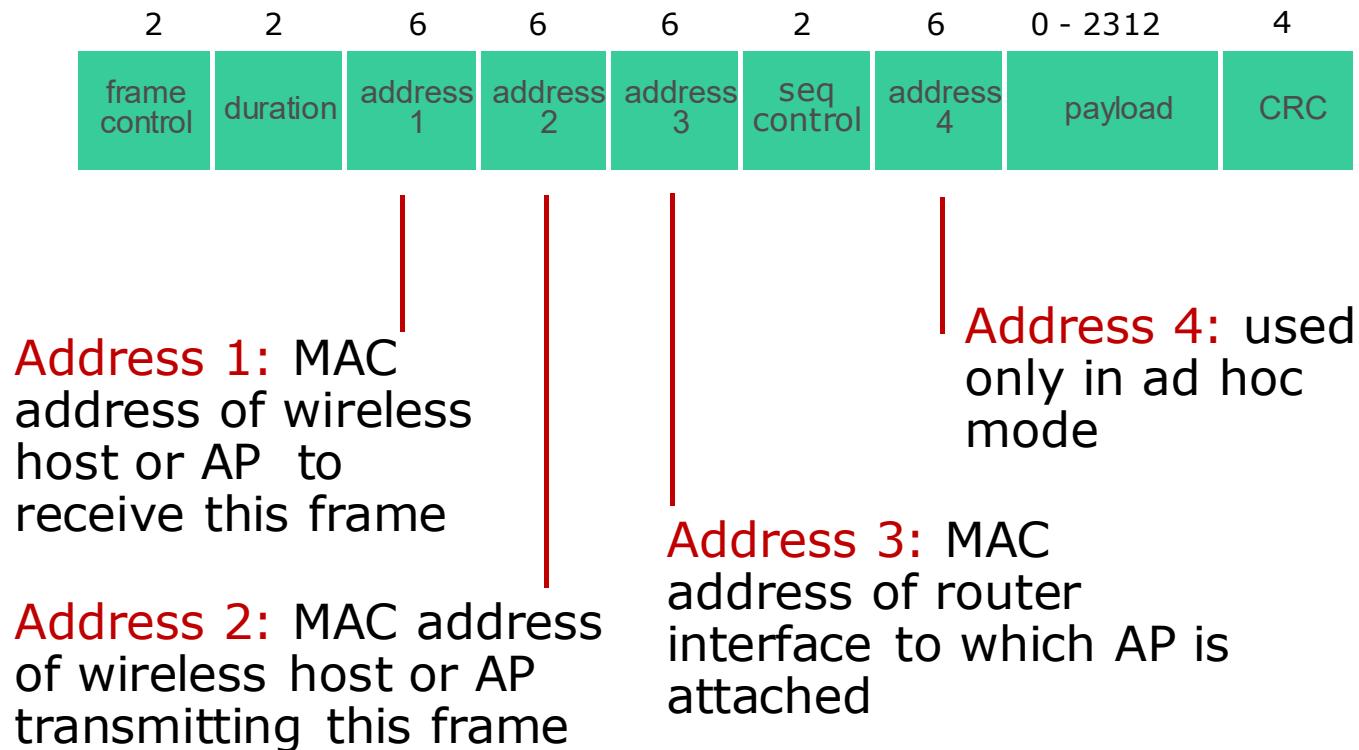 2 2 6 6 6 2 6 0 - 2312 4
frame control duration address 1 address 2 address 3 seq control address 4 payload CRC
Address 1: MAC
address of wireless
host or AP to
receive this frame
Address 2: MAC address
of wireless host or AP
transmitting this frame
Address 3: MAC
address of router
interface to which AP is
attached
Address 4: used
only in ad hoc
mode